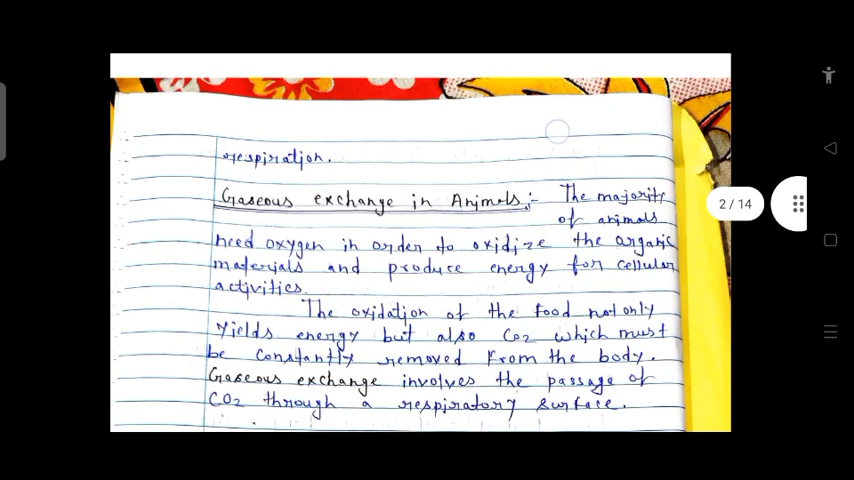 respiration.
Gaseous exchange in Animals :- The majority
of animals
need oxygen in order to oxidize the organic
materials and produce energy for cellular
activities.
The oxidation of the food not only
yields energy but also CO2 which must
be constantly removed from the body.
Gaseous exchange involves the passage of
CO2 through a respiratory surface.
2 / 14